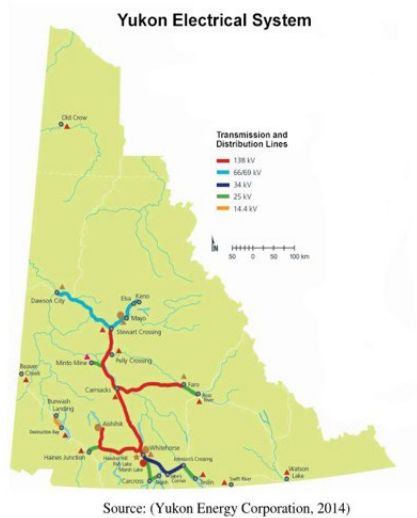 Yukon Electrical System
Old Crow
Transmission and
Distribution Lines
138 kV
66/69 kV
34 kV
25 kV
14.4 kV
N
50 0 50 100 km
Dawson City
Elsa
Keno
Mayo
Stewart Crossing
Minto Mine
Pelly Crossing
Beaver
Creek
Carmacks
Faro
Ross
River
Burwash
Landing
Destruction Bay
Aishihik
Haines Junction
Whitehorse
Marsh Lake
Johnson's Crossing
Carcross
Teslin
Swift River
Watson
Lake
Source: (Yukon Energy Corporation, 2014)